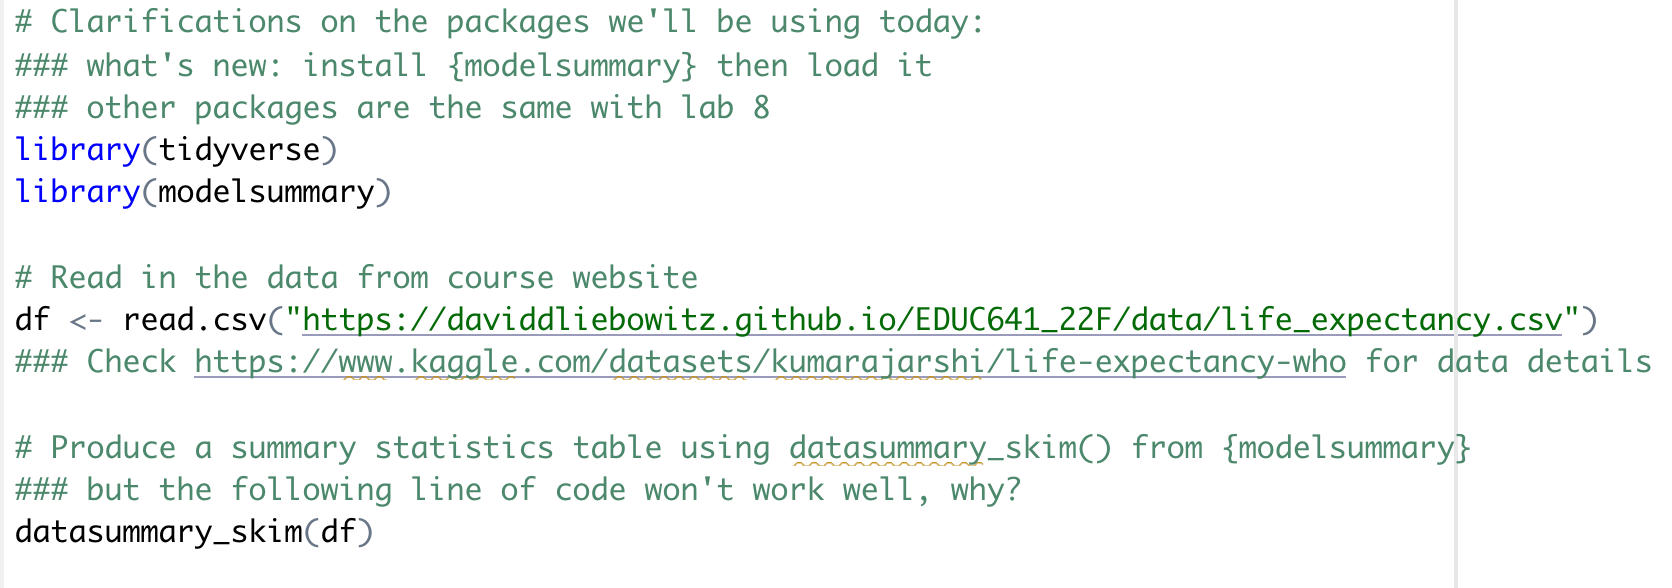 # Clarifications on the packages we'll be using today:
### what's new: install {modelsummary} then load it
### other packages are the same with lab 8
library(tidyverse)
library(modelsummary)
# Read in the data from course website
df <- read.csv("https://daviddliebowitz.github.io/EDUC641_22F/data/life_expectancy.csv")
### Check https://www.kaggle.com/datasets/kumarajarshi/life-expectancy-who for data details
# Produce a summary statistics table using datasummary_skim() from {modelsummary}
### but the following line of code won't work well, why?
datasummary_skim(df)